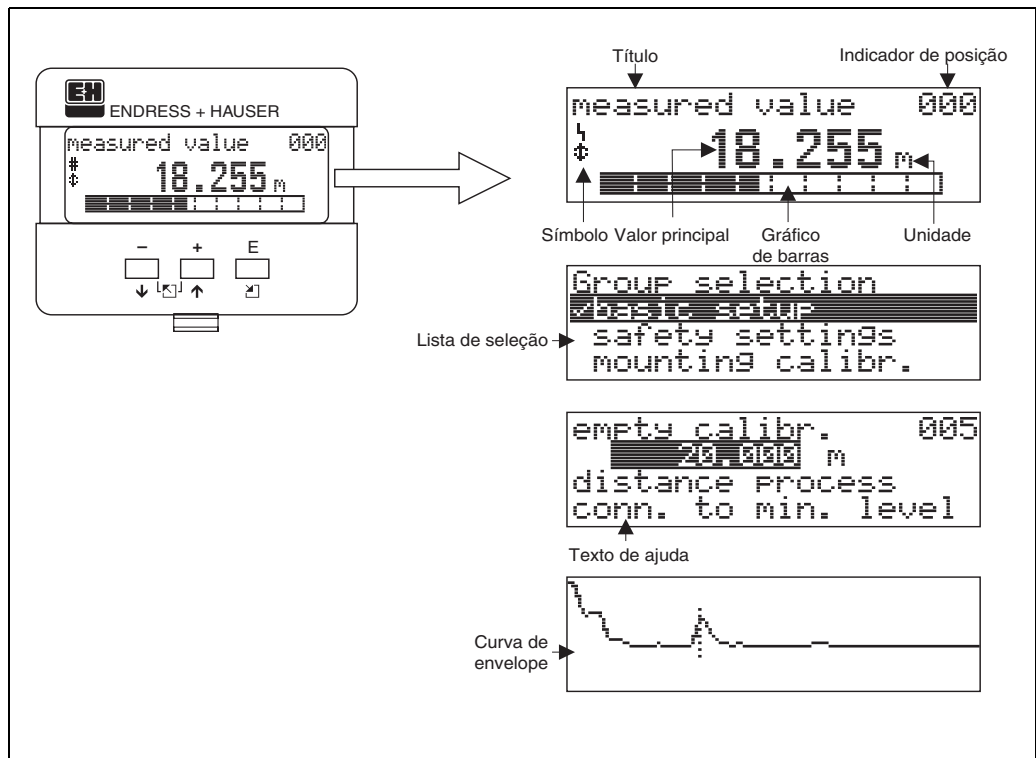 E+H
ENDRESS + HAUSER
measured value 000
#
18.255 m
– + E
Título
Indicador de posição
measured value 000
18.255 m
Símbolo
Valor principal
Gráfico
de barras
Unidade
Group selection
basic setup
safety settings
mounting calibr.
Lista de seleção
empty calibr. 005
20.000 m
distance process
conn. to min. level
Texto de ajuda
Curva de
envelope